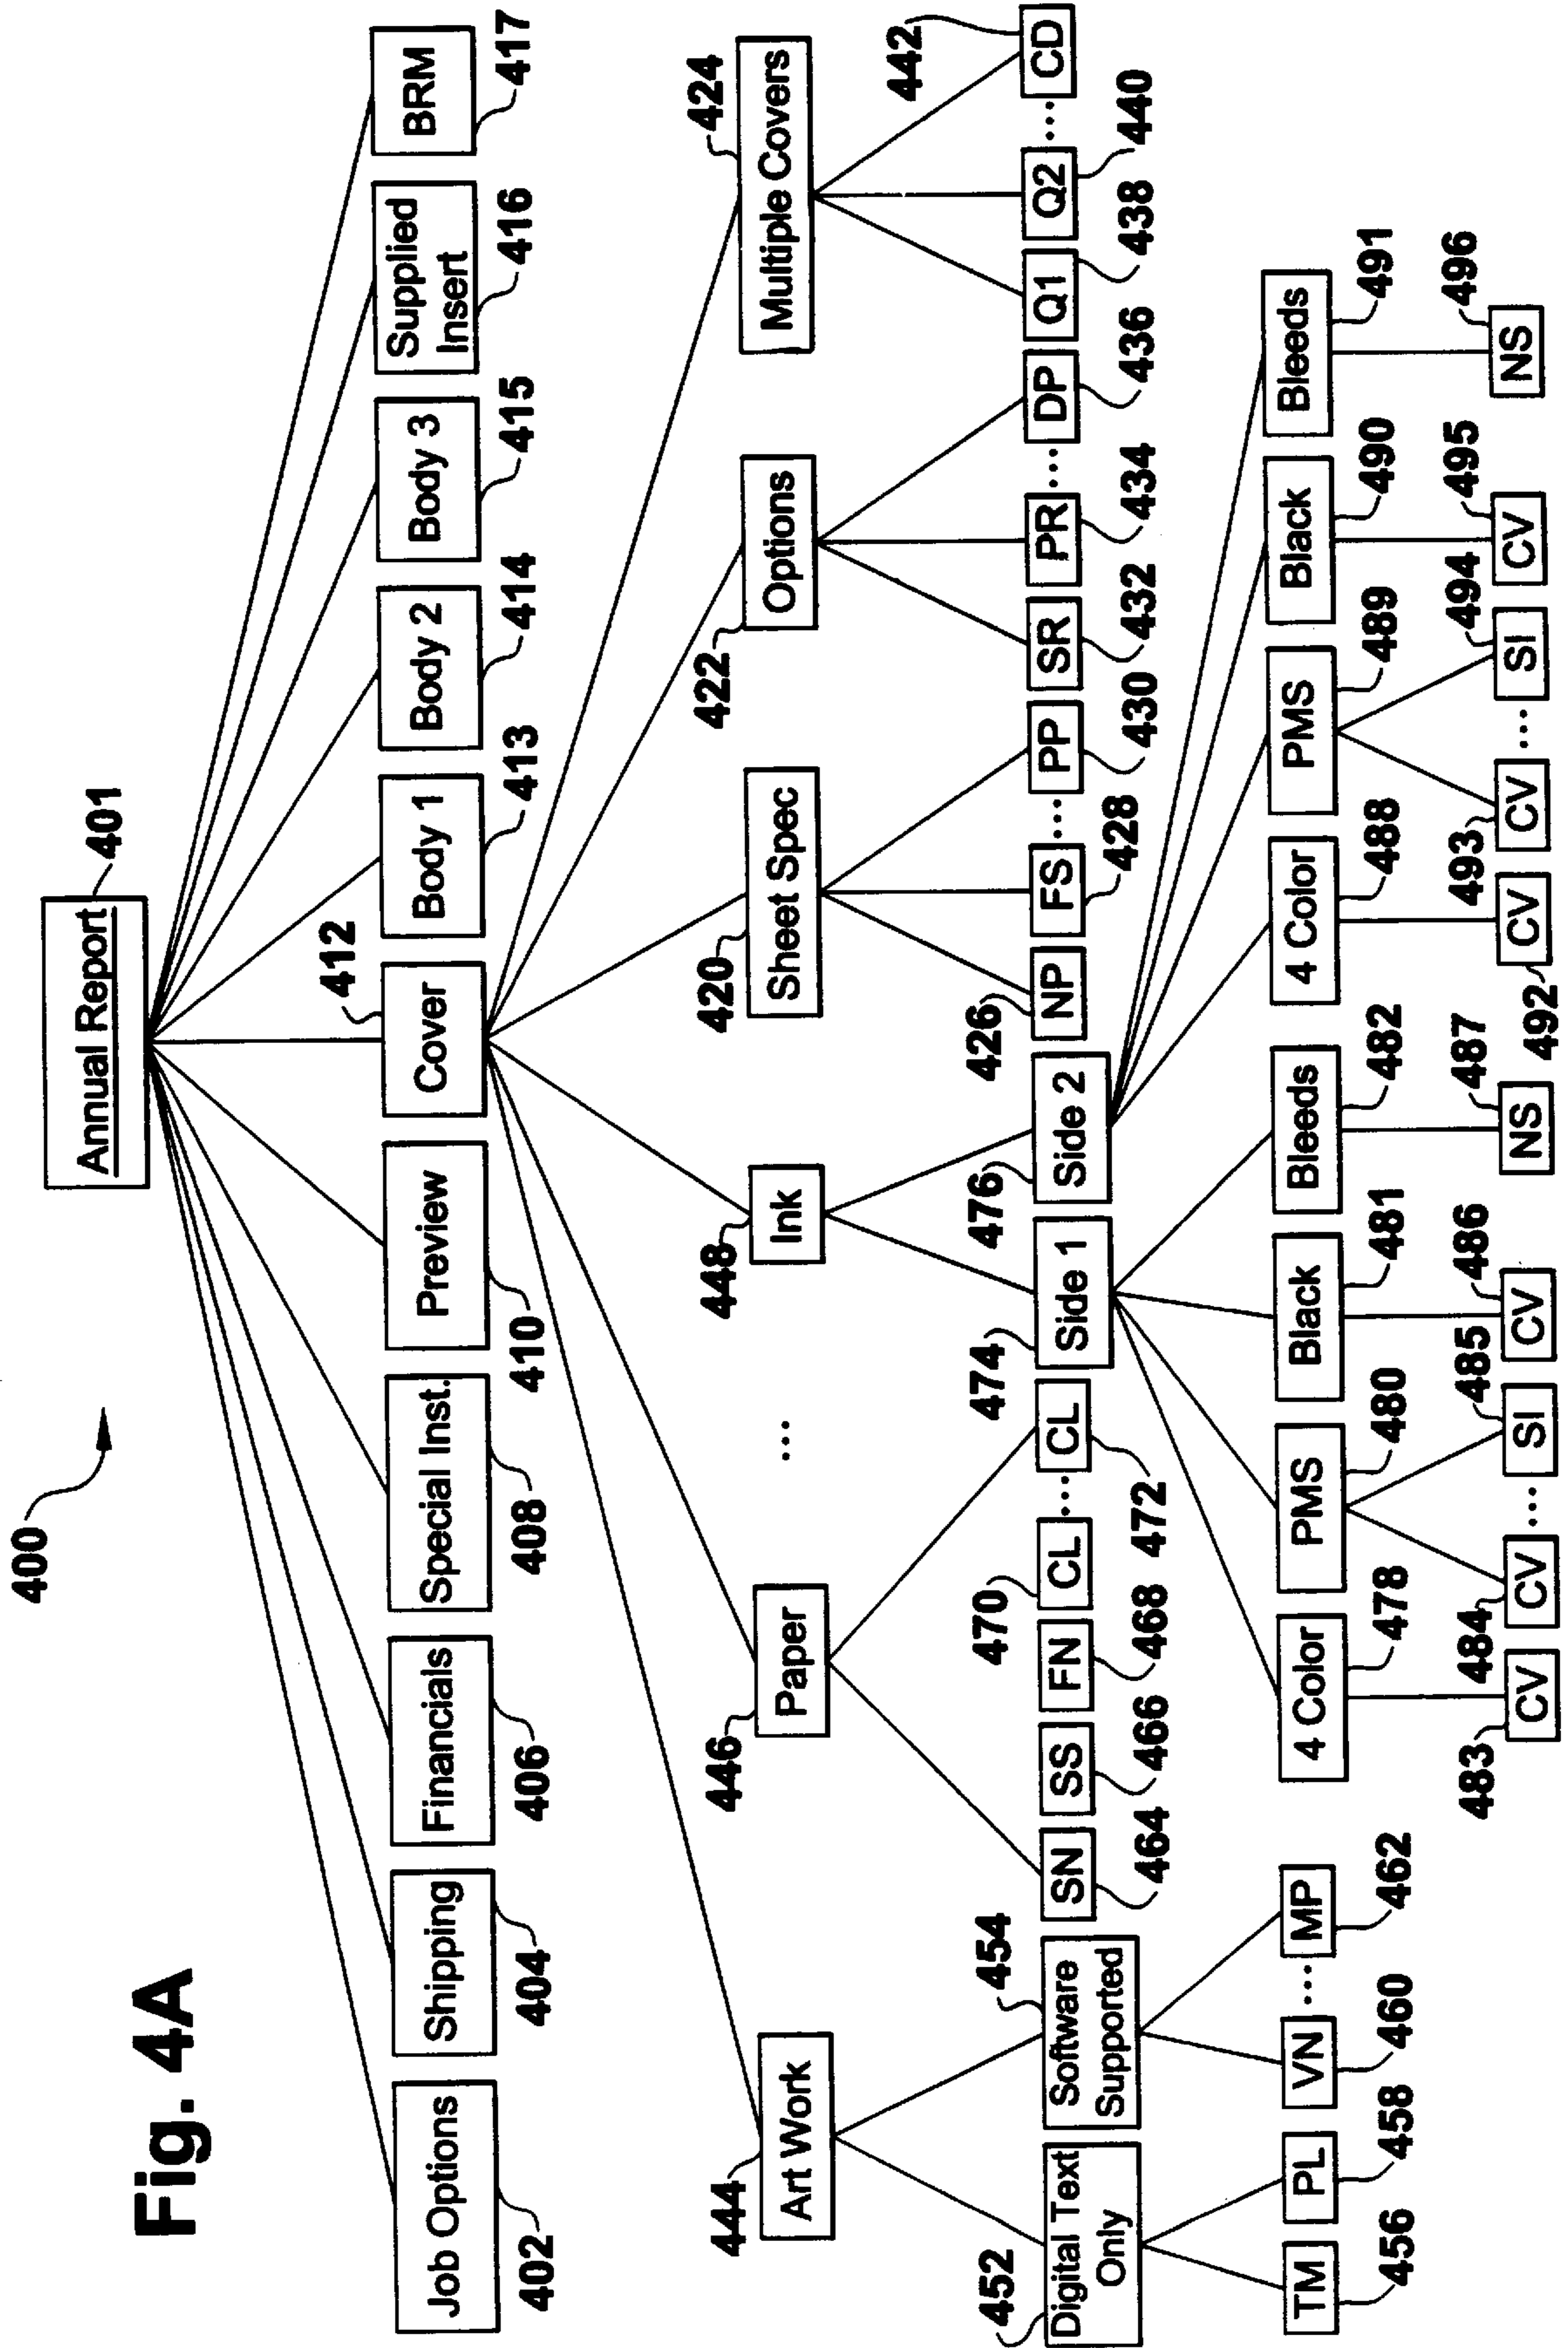 Fig. 4A
400
Annual Report
401
Job Options
Shipping
Financials
Special Inst.
Preview
Cover
412
Body 1
Body 2
Body 3
Supplied
Insert
BRM
402
404
406
408
410
413
414
415
416
417
444
Art Work
446
Paper
...
448
Ink
420
Sheet Spec
422
Options
424
Multiple Covers
452
Digital Text
Only
454
Software
Supported
SN
SS
FN
470
CL
...
CL
474
Side 1
476
Side 2
426
NP
FS
...
PP
SR
PR
...
DP
Q1
Q2
...
442
CD
464
466
468
472
428
430
432
434
436
438
440
TM
PL
VN
...
MP
4 Color
PMS
Black
Bleeds
4 Color
PMS
Black
Bleeds
456
458
460
462
478
480
481
482
488
489
490
491
483
CV
484
CV
...
485
SI
486
CV
487
NS
492
CV
493
CV
...
494
SI
495
CV
496
NS